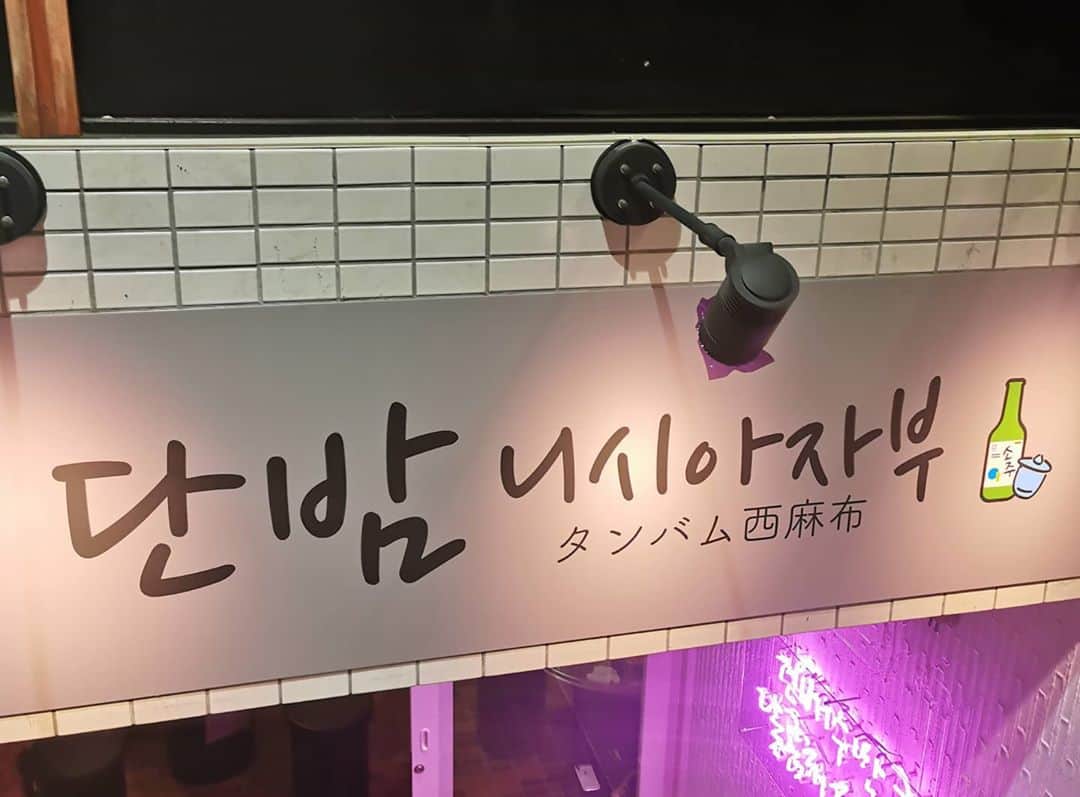 단밤 니시아자부
タンバム西麻布
소주